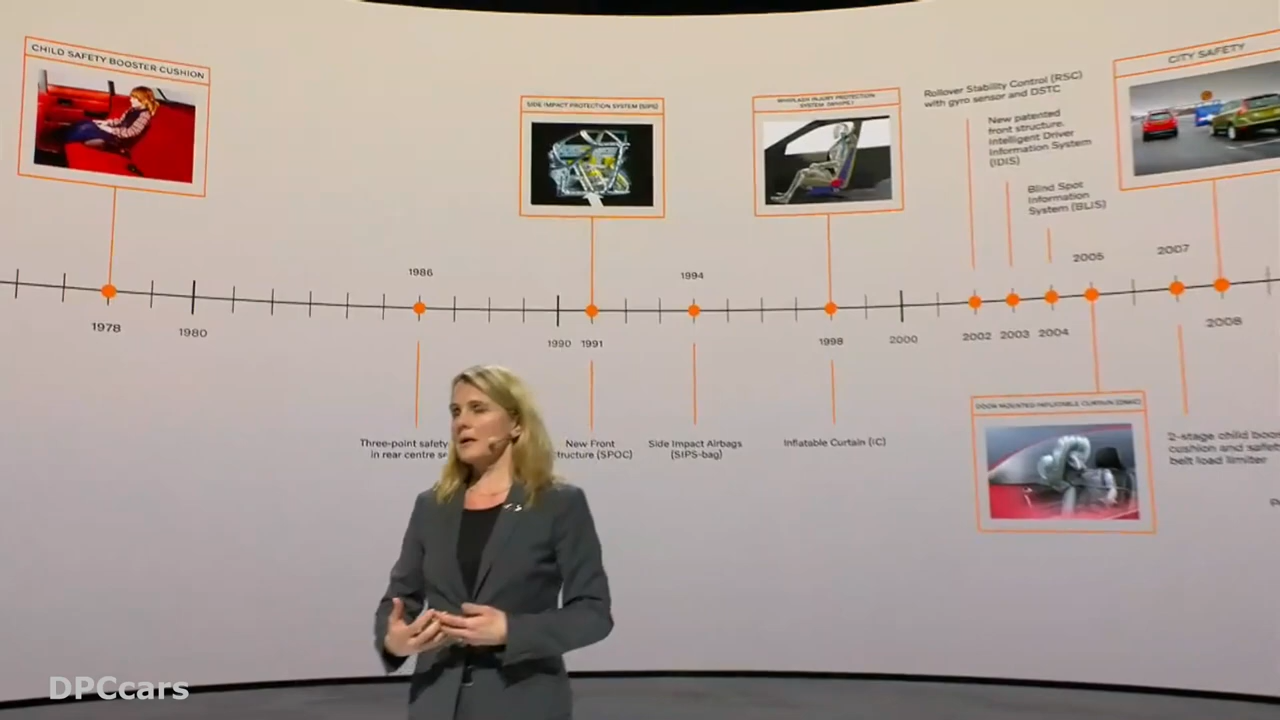 CHILD SAFETY BOOSTER CUSHION
SIDE IMPACT PROTECTION SYSTEM (SIPS)
WHIPLASH INJURY PROTECTION
SYSTEM (WHIPS)
Rollover Stability Control (RSC)
with gyro sensor and DSTC
New patented
front structure.
Intelligent Driver
Information System
(IDIS)
Blind Spot
Information
System (BLIS)
CITY SAFETY
1978
1980
1986
1990
1991
1994
1998
2000
2002
2003
2004
2005
2007
2008
Three-point safety
in rear centre se
New Front
tructure (SPOC)
Side Impact Airbags
(SIPS-bag)
Inflatable Curtain (IC)
DOOR MOUNTED INFLATABLE CURTAIN (DMIC)
2-stage child boos
cushion and safet
belt load limiter
DPCcars